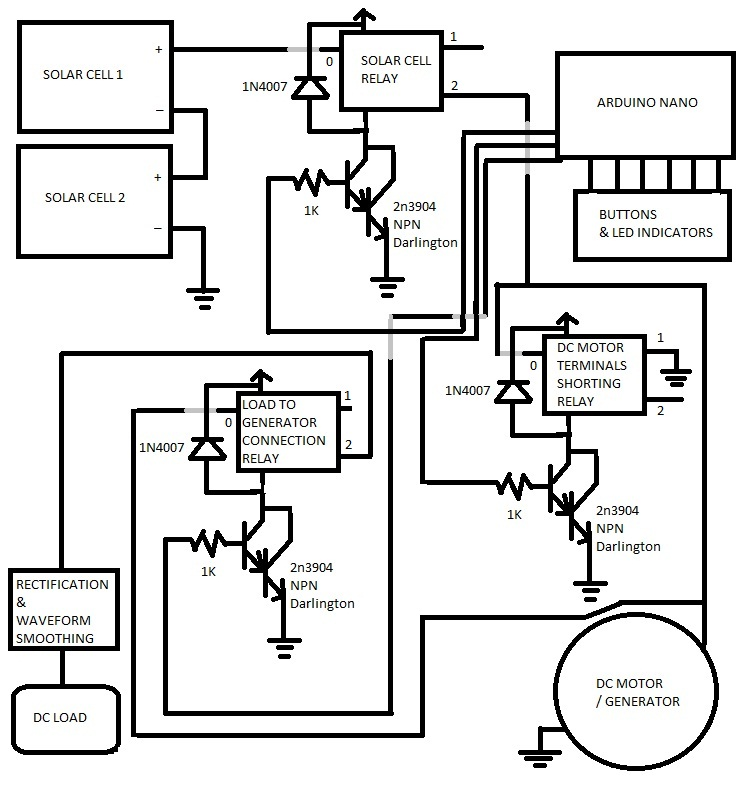 SOLAR CELL 1
+
−
SOLAR CELL 2
+
−
1N4007
0
SOLAR CELL
RELAY
1
2
1K
2n3904
NPN
Darlington
ARDUINO NANO
BUTTONS
& LED INDICATORS
1N4007
0
DC MOTOR
TERMINALS
SHORTING
RELAY
1
2
1K
2n3904
NPN
Darlington
1N4007
0
LOAD TO
GENERATOR
CONNECTION
RELAY
1
2
1K
2n3904
NPN
Darlington
RECTIFICATION
&
WAVEFORM
SMOOTHING
DC LOAD
DC MOTOR
/ GENERATOR